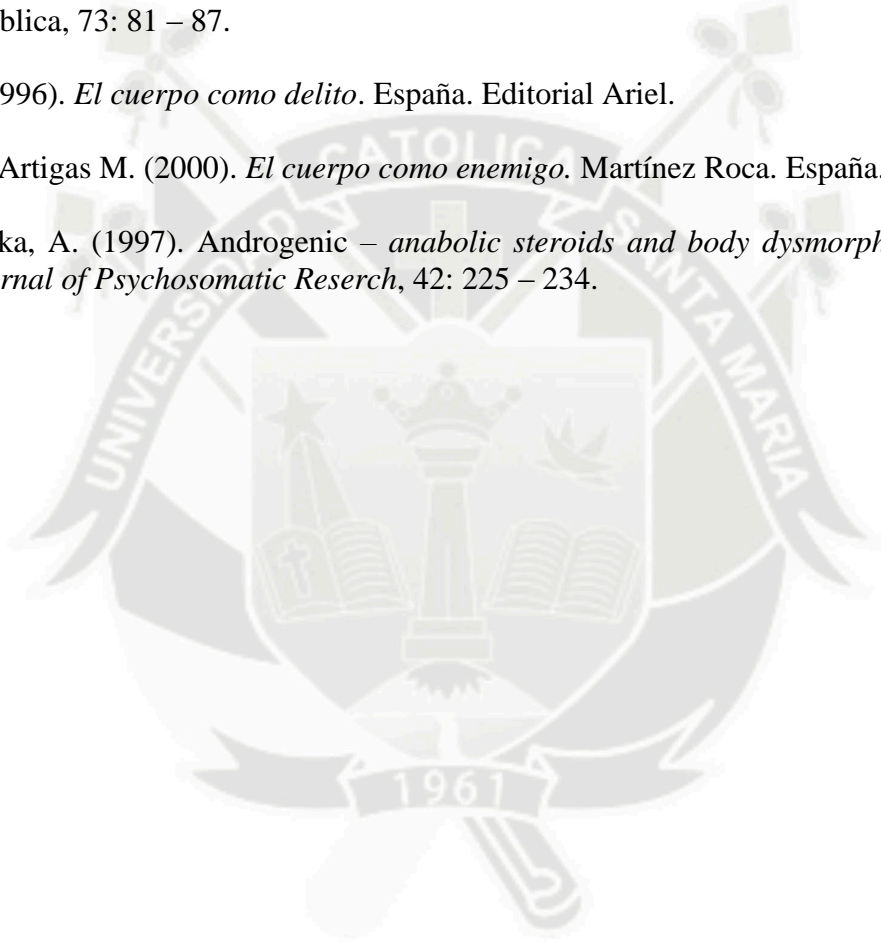 blica, 73: 81 – 87.
996). El cuerpo como delito. España. Editorial Ariel.
Artigas M. (2000). El cuerpo como enemigo. Martínez Roca. España.
ka, A. (1997). Androgenic – anabolic steroids and body dysmorph
rnal of Psychosomatic Reserch, 42: 225 – 234.
UNIVERSIDAD CATOLICA SANTA MARIA
1961